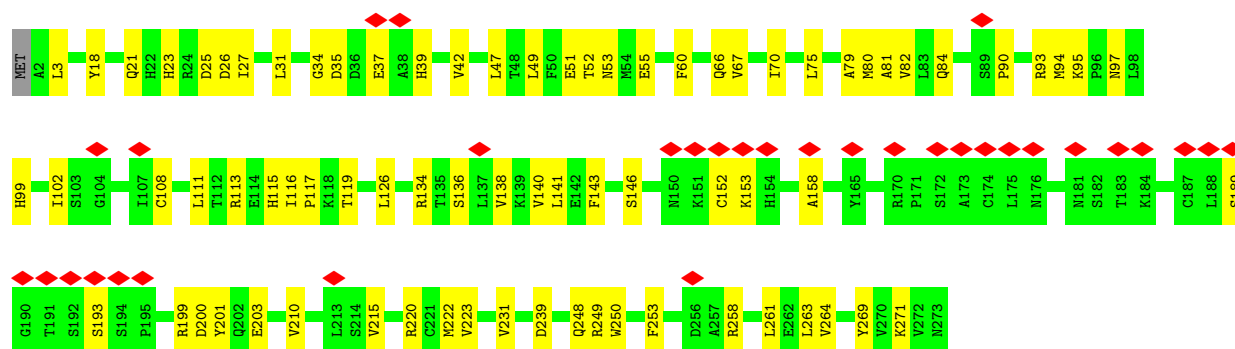 MET A2 L3 Y18 Q21 H22 H23 R24 D25 D26 I27 L31 G34 D35 D36 E37 A38 H39 V42 L47 T48 L49 F50 E51 T52 N53 M54 E55 F60 Q66 V67 I70 L75 A79 M80 A81 V82 L83 Q84 S89 P90 R93 M94 K95 P96 N97 L98
H99 I102 S103 G104 I107 C108 L111 T112 R113 E114 H115 I116 P117 K118 T119 L126 R134 T135 S136 L137 V138 K139 V140 L141 E142 F143 S146 N150 K151 C152 K153 H154 A158 Y165 R170 P171 S172 A173 C174 L175 N176 N181 S182 T183 K184 C187 L188 S189
G190 T191 S192 S193 S194 P195 R199 D200 Y201 Q202 E203 V210 L213 S214 V215 R220 C221 M222 V223 V231 D239 Q248 R249 W250 F253 D256 A257 R258 L261 E262 L263 V264 Y269 V270 K271 V272 N273